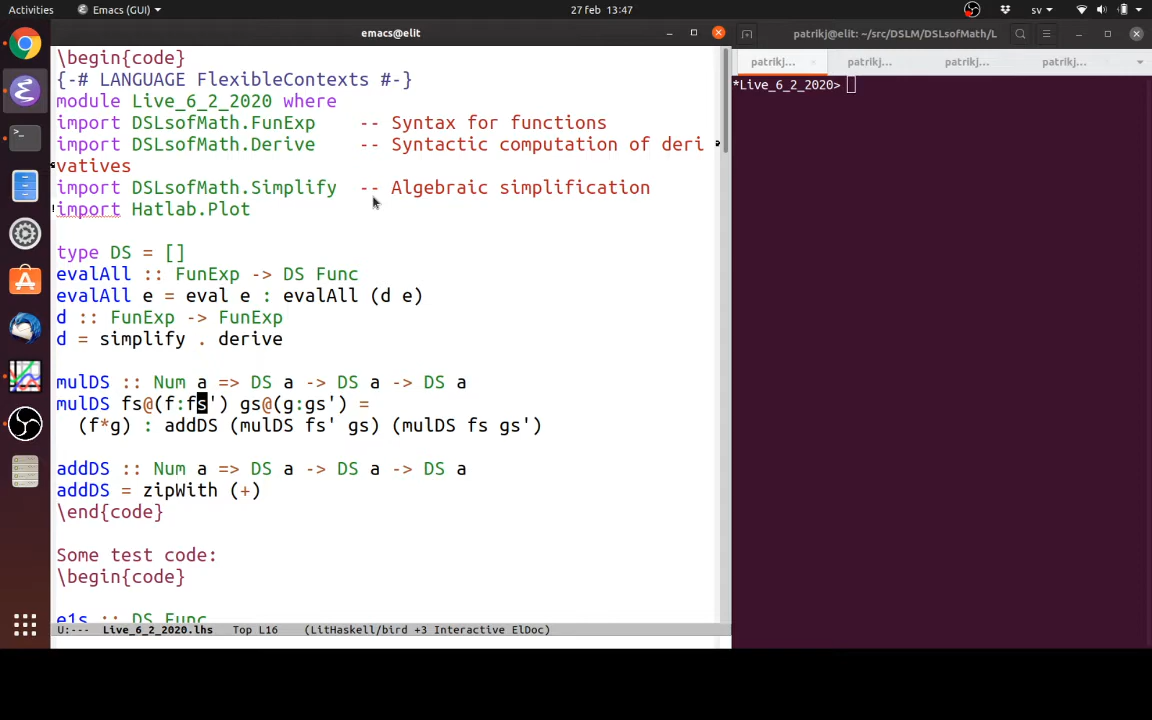 Activities
Emacs (GUI)
27 feb 13:47
sv
emacs@elit
patrikj@elit: ~/src/DSLM/DSLsofMath/L
patrikj...
patrikj...
patrikj...
patrikj...
\begin{code}
{-# LANGUAGE FlexibleContexts #-}
module Live_6_2_2020 where
import DSLsofMath.FunExp    -- Syntax for functions
import DSLsofMath.Derive    -- Syntactic computation of deri
vatives
import DSLsofMath.Simplify  -- Algebraic simplification
import Hatlab.Plot
type DS = []
evalAll :: FunExp -> DS Func
evalAll e = eval e : evalAll (d e)
d :: FunExp -> FunExp
d = simplify . derive
mulDS :: Num a => DS a -> DS a -> DS a
mulDS fs@(f:fs') gs@(g:gs') =
  (f*g) : addDS (mulDS fs' gs) (mulDS fs gs')
addDS :: Num a => DS a -> DS a -> DS a
addDS = zipWith (+)
\end{code}
Some test code:
\begin{code}
e1s :: DS Func
U:---  Live_6_2_2020.lhs   Top L16    (LitHaskell/bird +3 Interactive ElDoc)
*Live_6_2_2020>